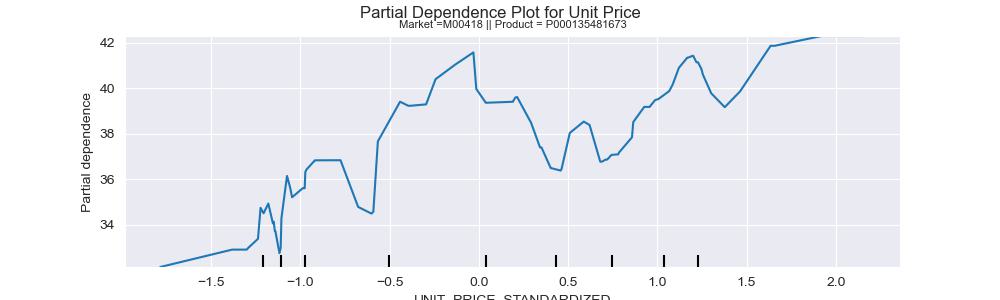 Partial Dependence Plot for Unit Price
Market =M00418 || Product = P000135481673
Partial dependence
42
40
38
36
34
−1.5 −1.0 −0.5 0.0 0.5 1.0 1.5 2.0
UNIT_PRICE_STANDARDIZED